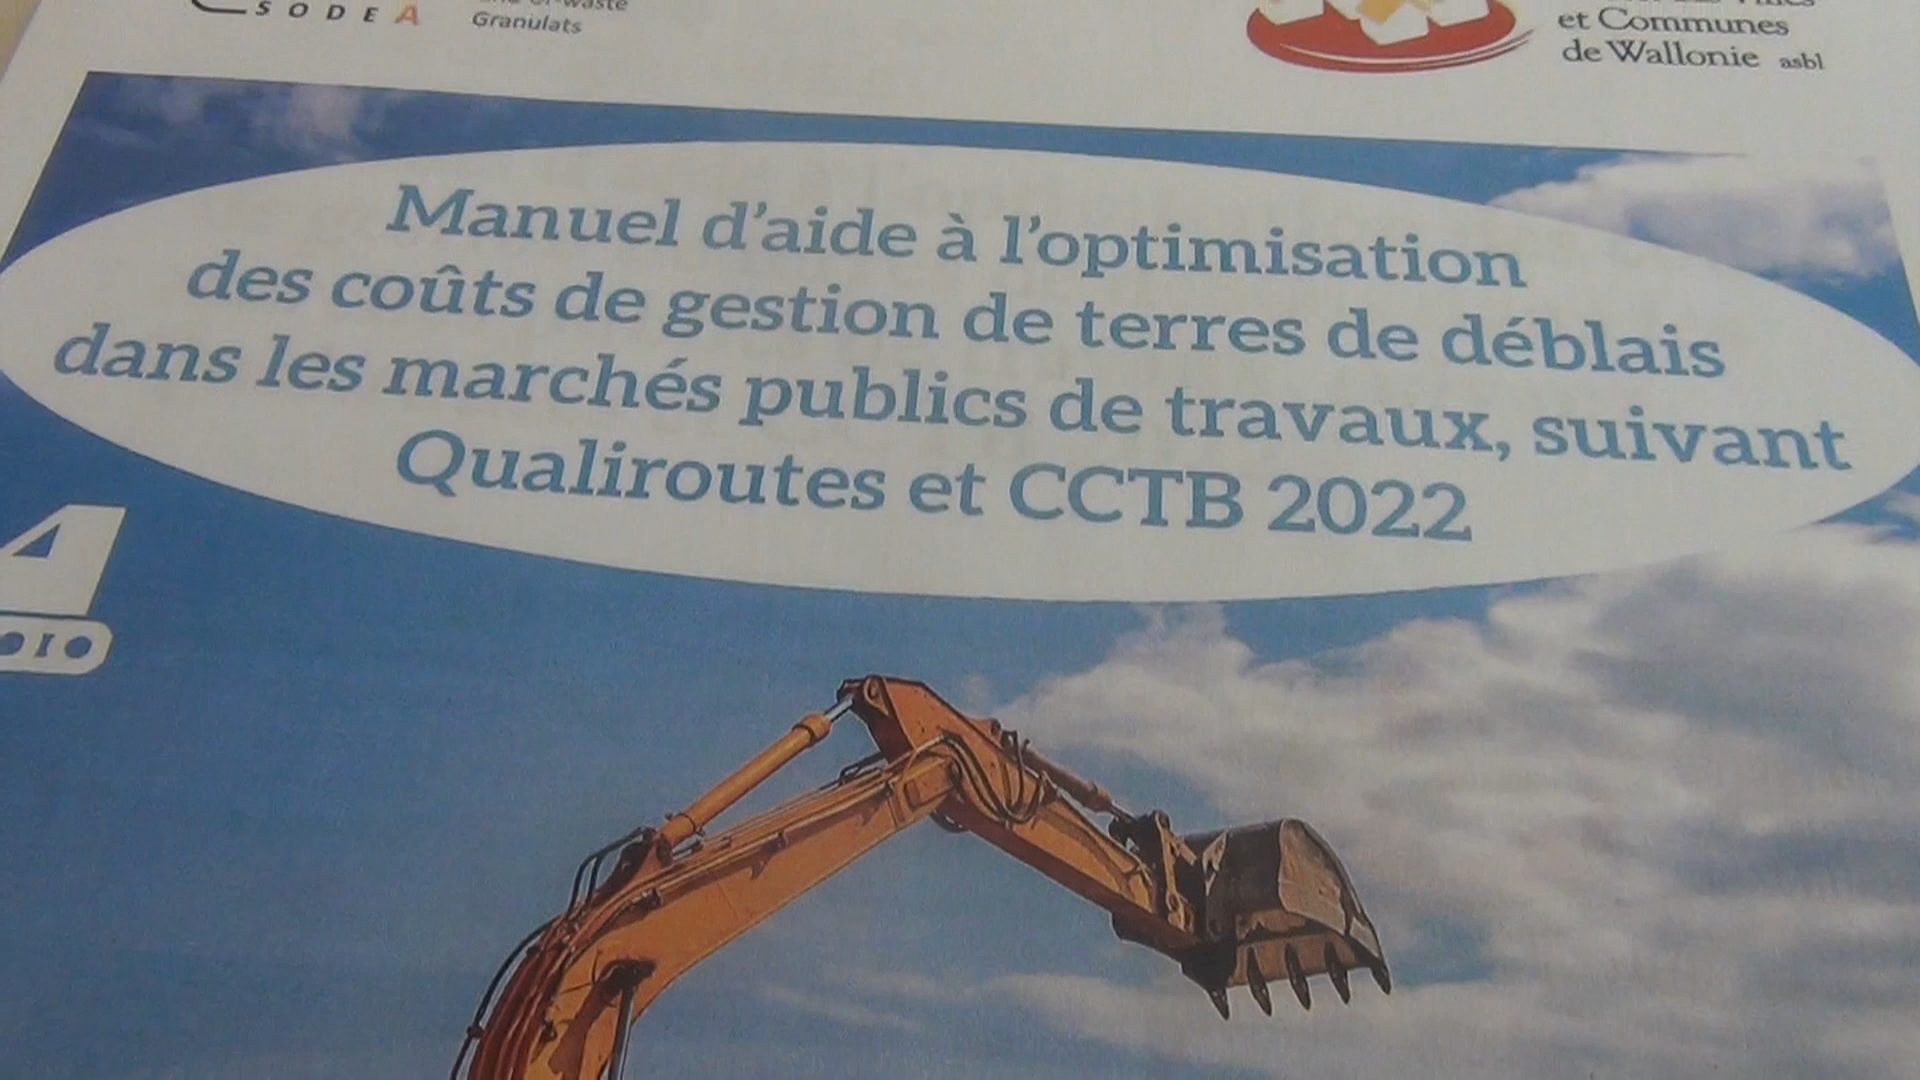 SODEA
Granulats
et Communes
de Wallonie asbl
Manuel d'aide à l'optimisation
des coûts de gestion de terres de déblais
dans les marchés publics de travaux, suivant
Qualiroutes et CCTB 2022